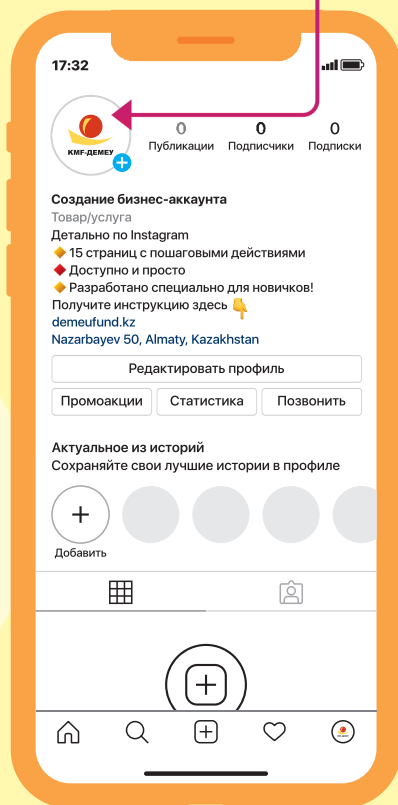 17:32
КМF-ДЕМЕУ
0 0 0
Публикации Подписчики Подписки
Создание бизнес-аккаунта
Товар/услуга
Детально по Instagram
15 страниц с пошаговыми действиями
Доступно и просто
Разработано специально для новичков!
Получите инструкцию здесь
demeufund.kz
Nazarbayev 50, Almaty, Kazakhstan
Редактировать профиль
Промоакции Статистика Позвонить
Актуальное из историй
Сохраняйте свои лучшие истории в профиле
Добавить